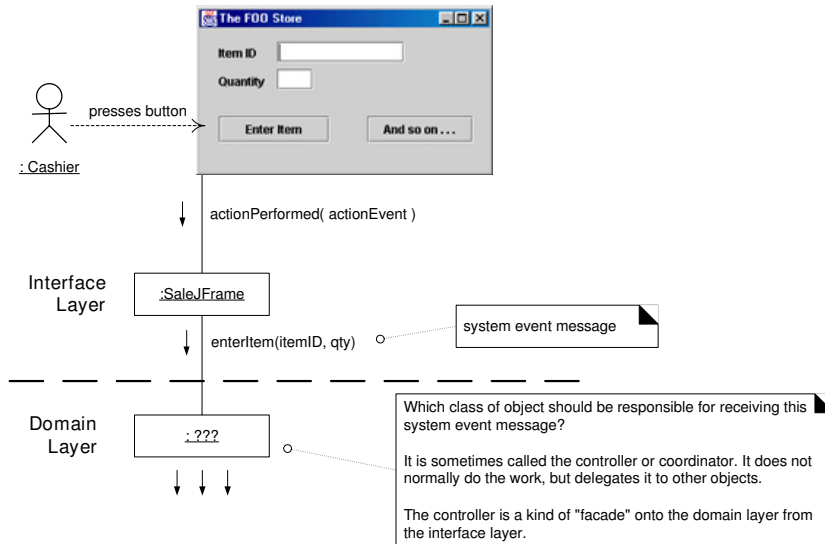 The FOO Store
Item ID
Quantity
Enter Item
And so on . . .
presses button
: Cashier
actionPerformed( actionEvent )
Interface
Layer
:SaleJFrame
enterItem(itemID, qty)
system event message
Domain
Layer
: ???
Which class of object should be responsible for receiving this
system event message?
It is sometimes called the controller or coordinator. It does not
normally do the work, but delegates it to other objects.
The controller is a kind of "facade" onto the domain layer from
the interface layer.